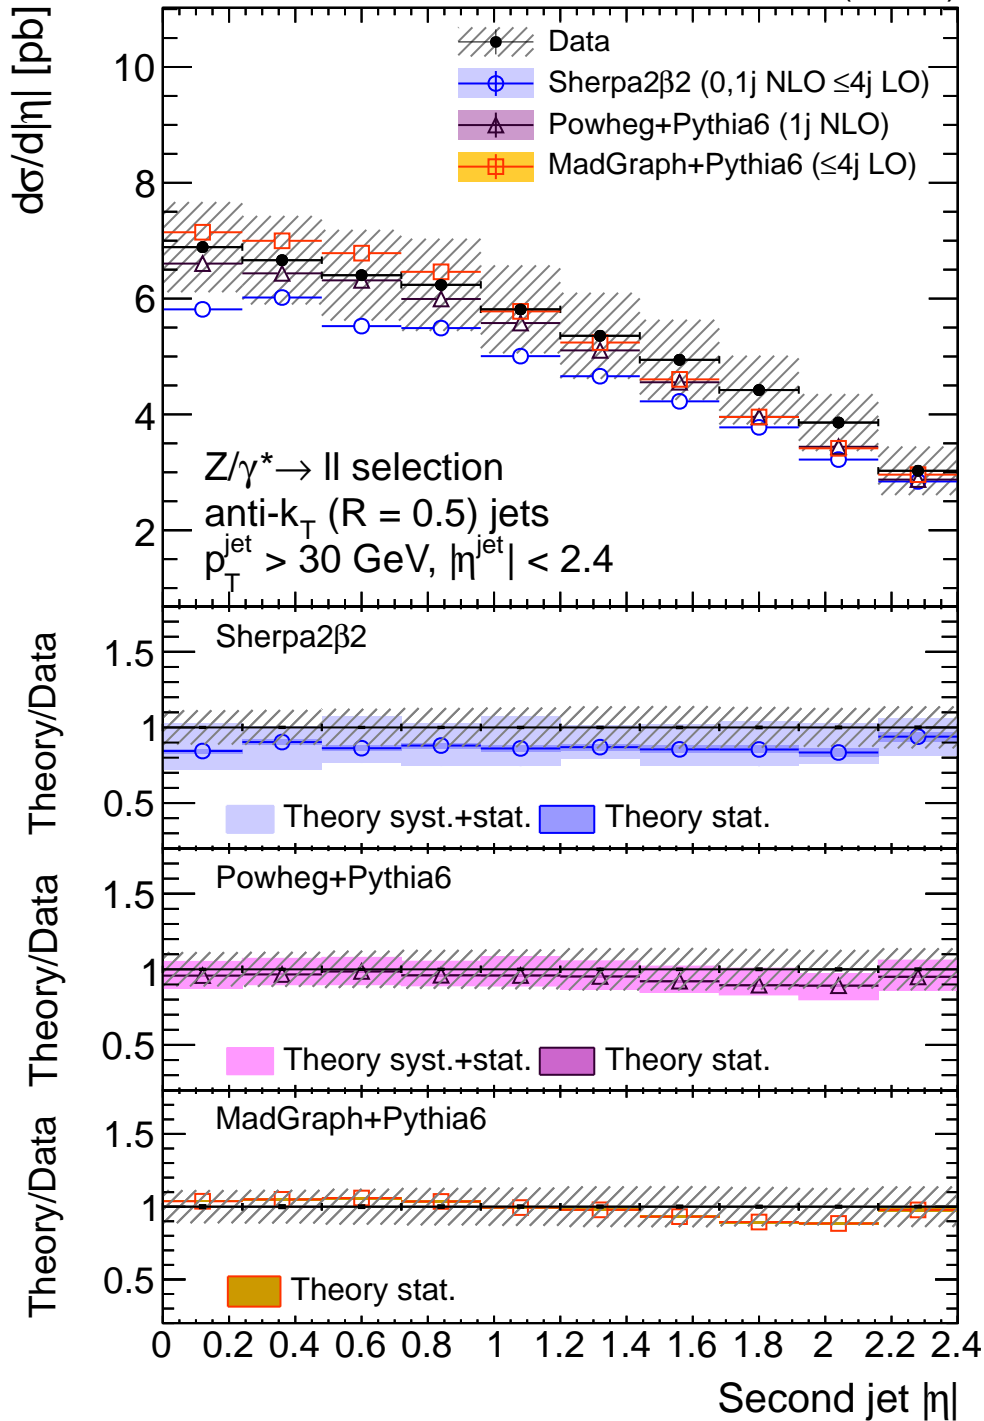 dσ/d|η| [pb]
10
8
6
4
2
Data
Sherpa2β2 (0,1j NLO ≤4j LO)
Powheg+Pythia6 (1j NLO)
MadGraph+Pythia6 (≤4j LO)
Z/γ*→ ll selection
anti-k_T (R = 0.5) jets
p_T^jet > 30 GeV, |η^jet| < 2.4
Theory/Data
Sherpa2β2
1.5
1
0.5
Theory syst.+stat.
Theory stat.
Theory/Data
Powheg+Pythia6
1.5
1
0.5
Theory syst.+stat.
Theory stat.
Theory/Data
MadGraph+Pythia6
1.5
1
0.5
Theory stat.
0 0.2 0.4 0.6 0.8 1 1.2 1.4 1.6 1.8 2 2.2 2.4
Second jet |η|